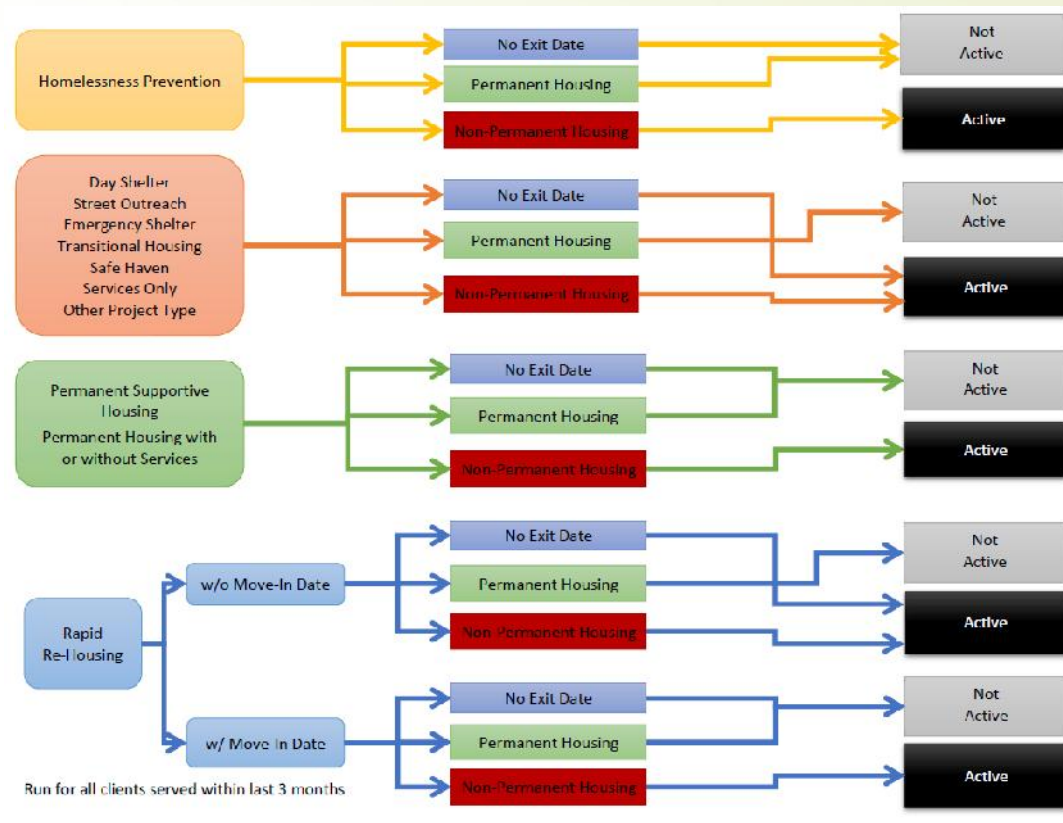 Homelessness Prevention
No Exit Date
Permanent Housing
Non-Permanent Housing
Not
Active
Active
Day Shelter
Street Outreach
Emergency Shelter
Transitional Housing
Safe Haven
Services Only
Other Project Type
No Exit Date
Permanent Housing
Non-Permanent Housing
Not
Active
Active
Permanent Supportive
Housing
Permanent Housing with
or without Services
No Exit Date
Permanent Housing
Non-Permanent Housing
Not
Active
Active
Rapid
Re-Housing
w/o Move-In Date
No Exit Date
Permanent Housing
Non-Permanent Housing
Not
Active
Active
w/ Move In Date
No Exit Date
Permanent Housing
Non-Permanent Housing
Not
Active
Active
Run for all clients served within last 3 months